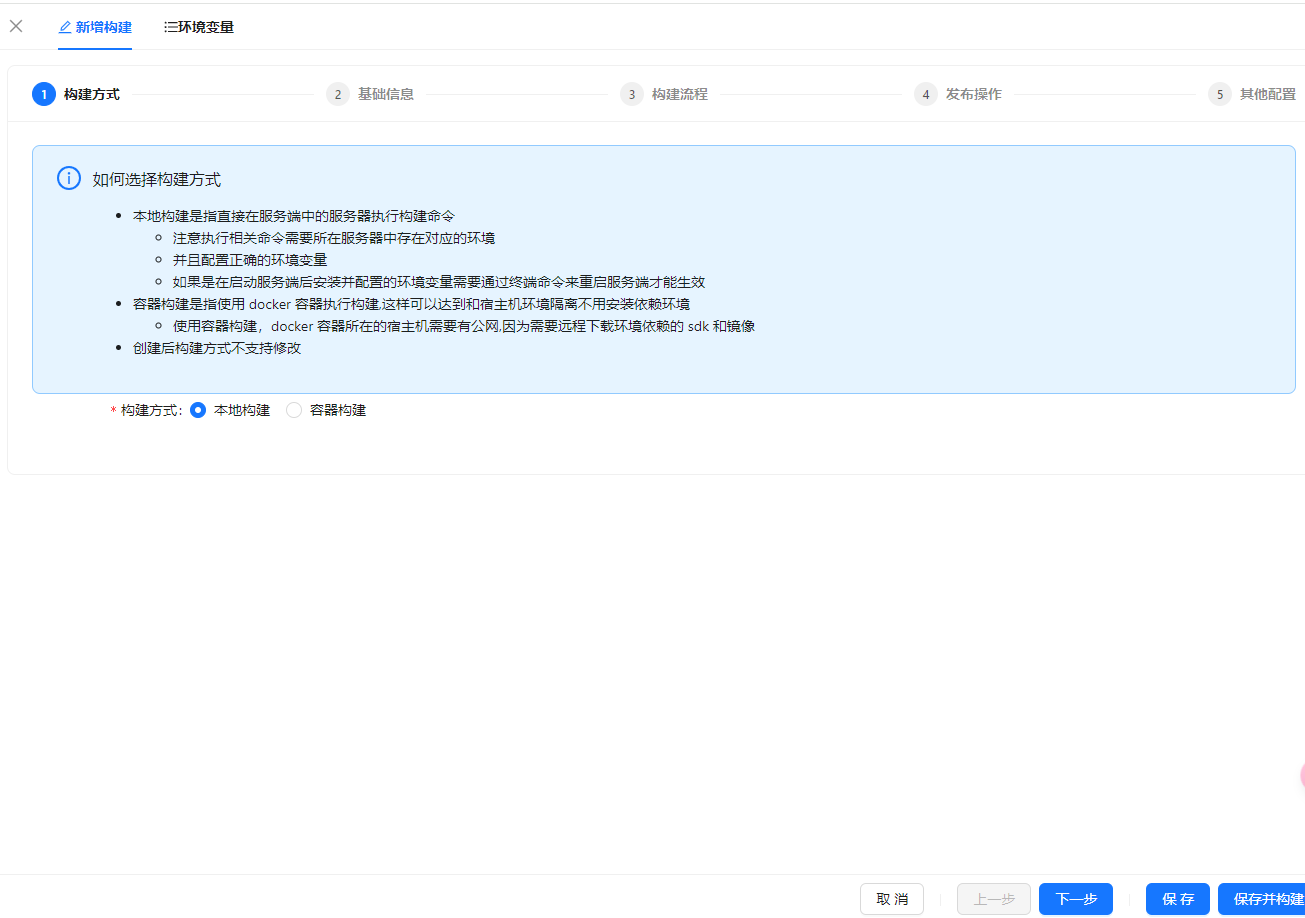 新增构建 环境变量
1 构建方式 2 基础信息 3 构建流程 4 发布操作 5 其他配置
如何选择构建方式
本地构建是指直接在服务端中的服务器执行构建命令
注意执行相关命令需要所在服务器中存在对应的环境
并且配置正确的环境变量
如果是在启动服务端后安装并配置的环境变量需要通过终端命令来重启服务端才能生效
容器构建是指使用 docker 容器执行构建,这样可以达到和宿主机环境隔离不用安装依赖环境
使用容器构建，docker 容器所在的宿主机需要有公网,因为需要远程下载环境依赖的 sdk 和镜像
创建后构建方式不支持修改
* 构建方式: 本地构建 容器构建
取 消 上一步 下一步 保 存 保存并构建